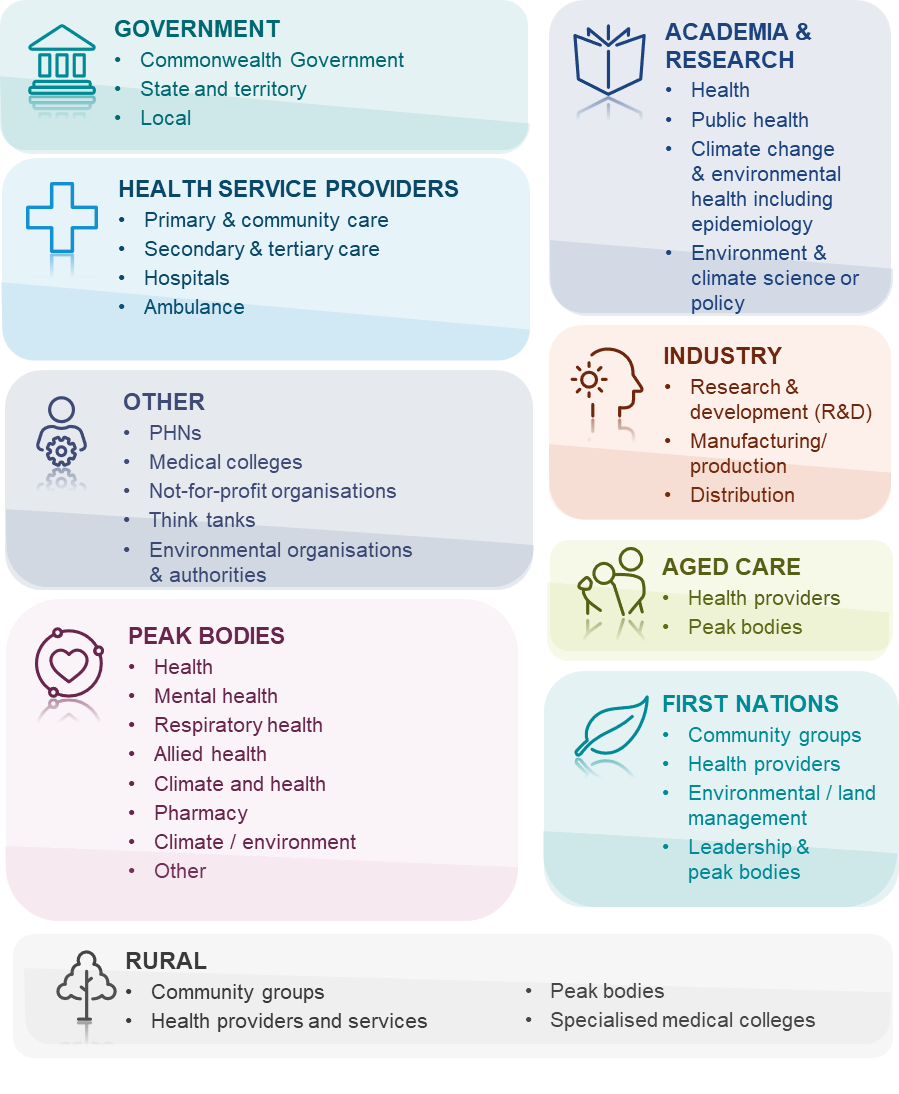 GOVERNMENT
• Commonwealth Government
• State and territory
• Local
HEALTH SERVICE PROVIDERS
• Primary & community care
• Secondary & tertiary care
• Hospitals
• Ambulance
OTHER
• PHNs
• Medical colleges
• Not-for-profit organisations
• Think tanks
• Environmental organisations
& authorities
PEAK BODIES
• Health
• Mental health
• Respiratory health
• Allied health
• Climate and health
• Pharmacy
• Climate / environment
• Other
ACADEMIA &
RESEARCH
• Health
• Public health
• Climate change
& environmental
health including
epidemiology
• Environment &
climate science or
policy
INDUSTRY
• Research &
development (R&D)
• Manufacturing/
production
• Distribution
AGED CARE
• Health providers
• Peak bodies
FIRST NATIONS
• Community groups
• Health providers
• Environmental / land
management
• Leadership &
peak bodies
RURAL
• Community groups
• Health providers and services
• Peak bodies
• Specialised medical colleges